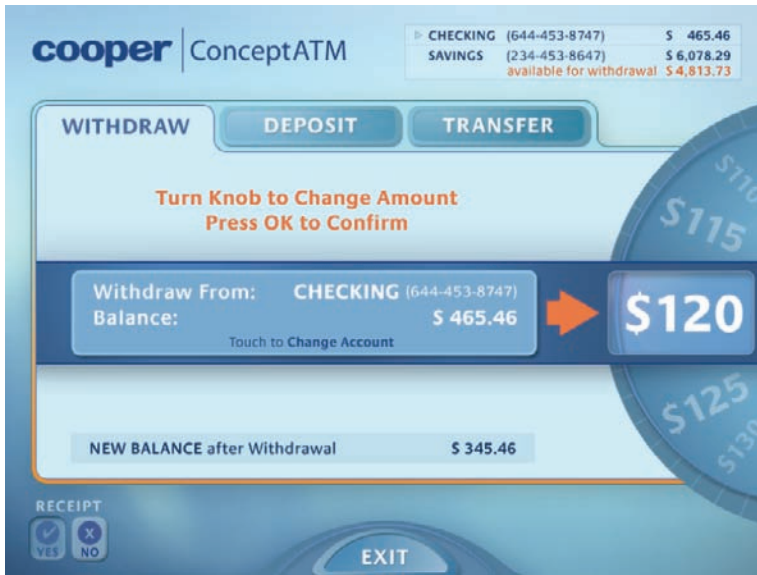 cooper | ConceptATM
CHECKING (644-453-8747) $ 465.46
SAVINGS (234-453-8647) $ 6,078.29
available for withdrawal $ 4,813.73
WITHDRAW DEPOSIT TRANSFER
$110
Turn Knob to Change Amount
Press OK to Confirm
$115
Withdraw From: CHECKING (644-453-8747)
Balance: $ 465.46
Touch to Change Account
$120
$125
$130
NEW BALANCE after Withdrawal $ 345.46
RECEIPT
YES X NO
EXIT